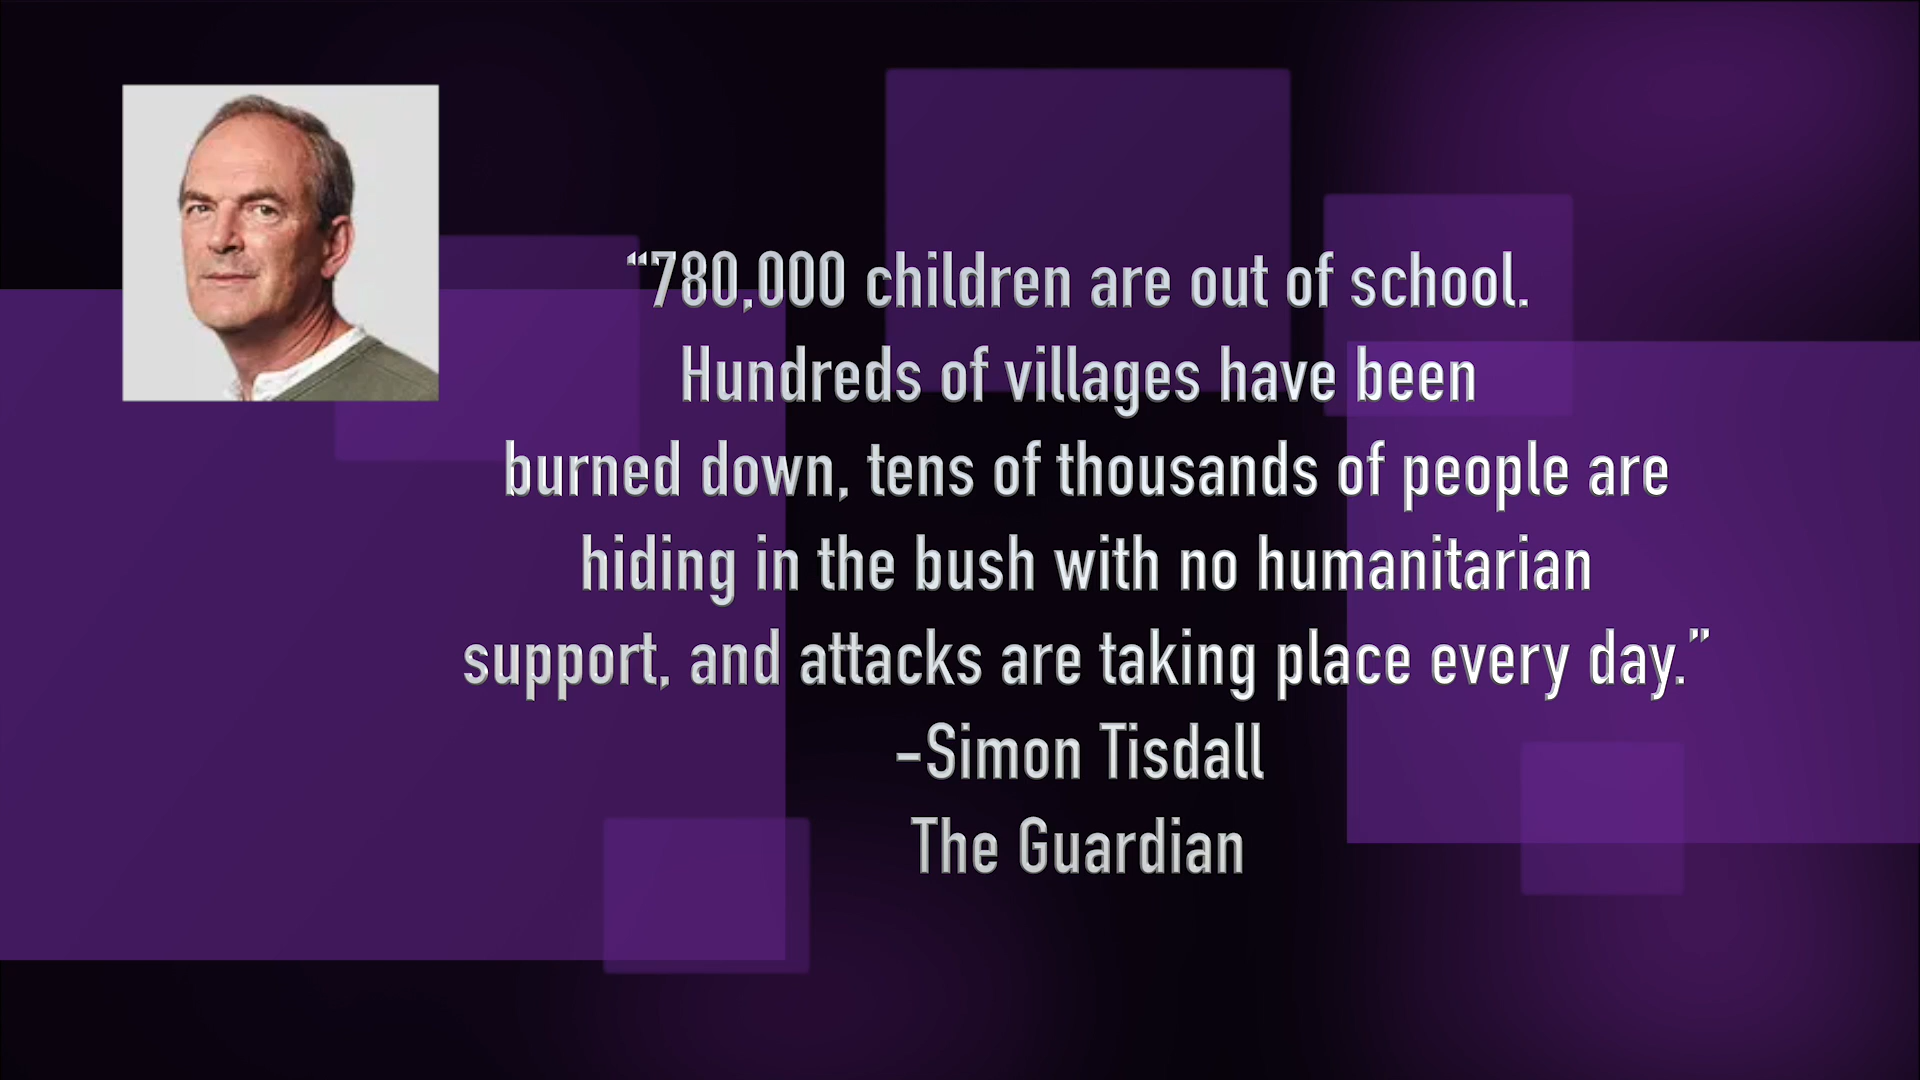 “780,000 children are out of school.
Hundreds of villages have been
burned down, tens of thousands of people are
hiding in the bush with no humanitarian
support, and attacks are taking place every day.”
-Simon Tisdall
The Guardian